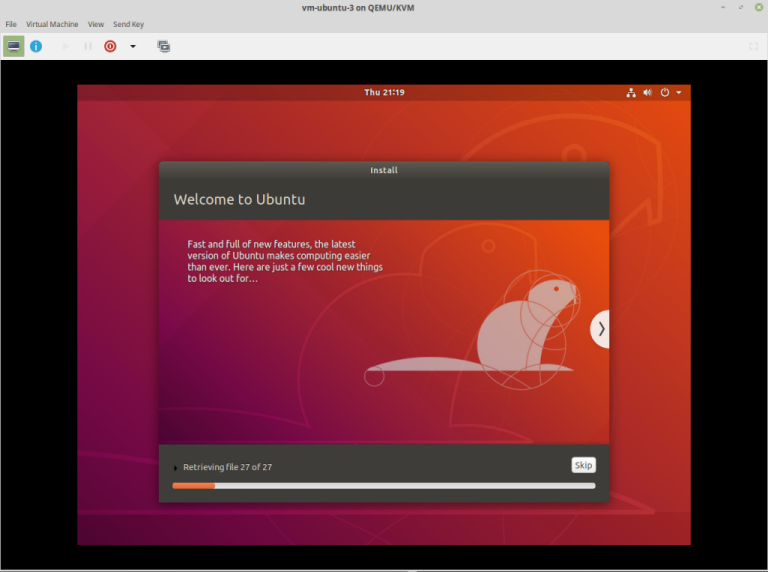 vm-ubuntu-3 on QEMU/KVM
File Virtual Machine View Send Key
Thu 21:19
Install
Welcome to Ubuntu
Fast and full of new features, the latest
version of Ubuntu makes computing easier
than ever. Here are just a few cool new things
to look out for…
Retrieving file 27 of 27
Skip